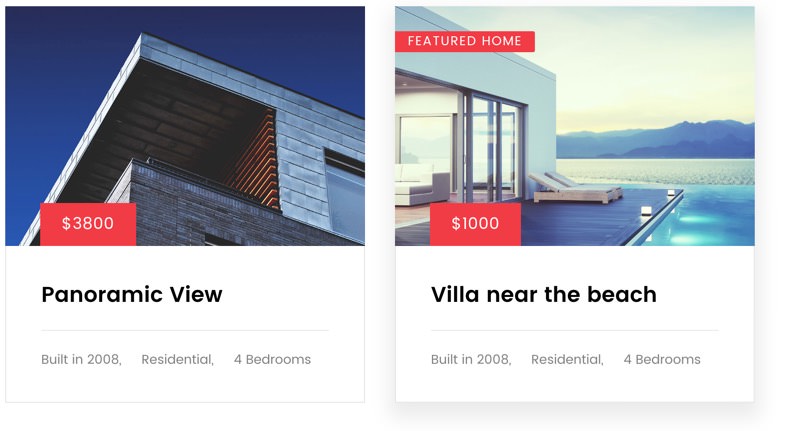 FEATURED HOME
$3800
$1000
Panoramic View
Villa near the beach
Built in 2008, Residential, 4 Bedrooms
Built in 2008, Residential, 4 Bedrooms